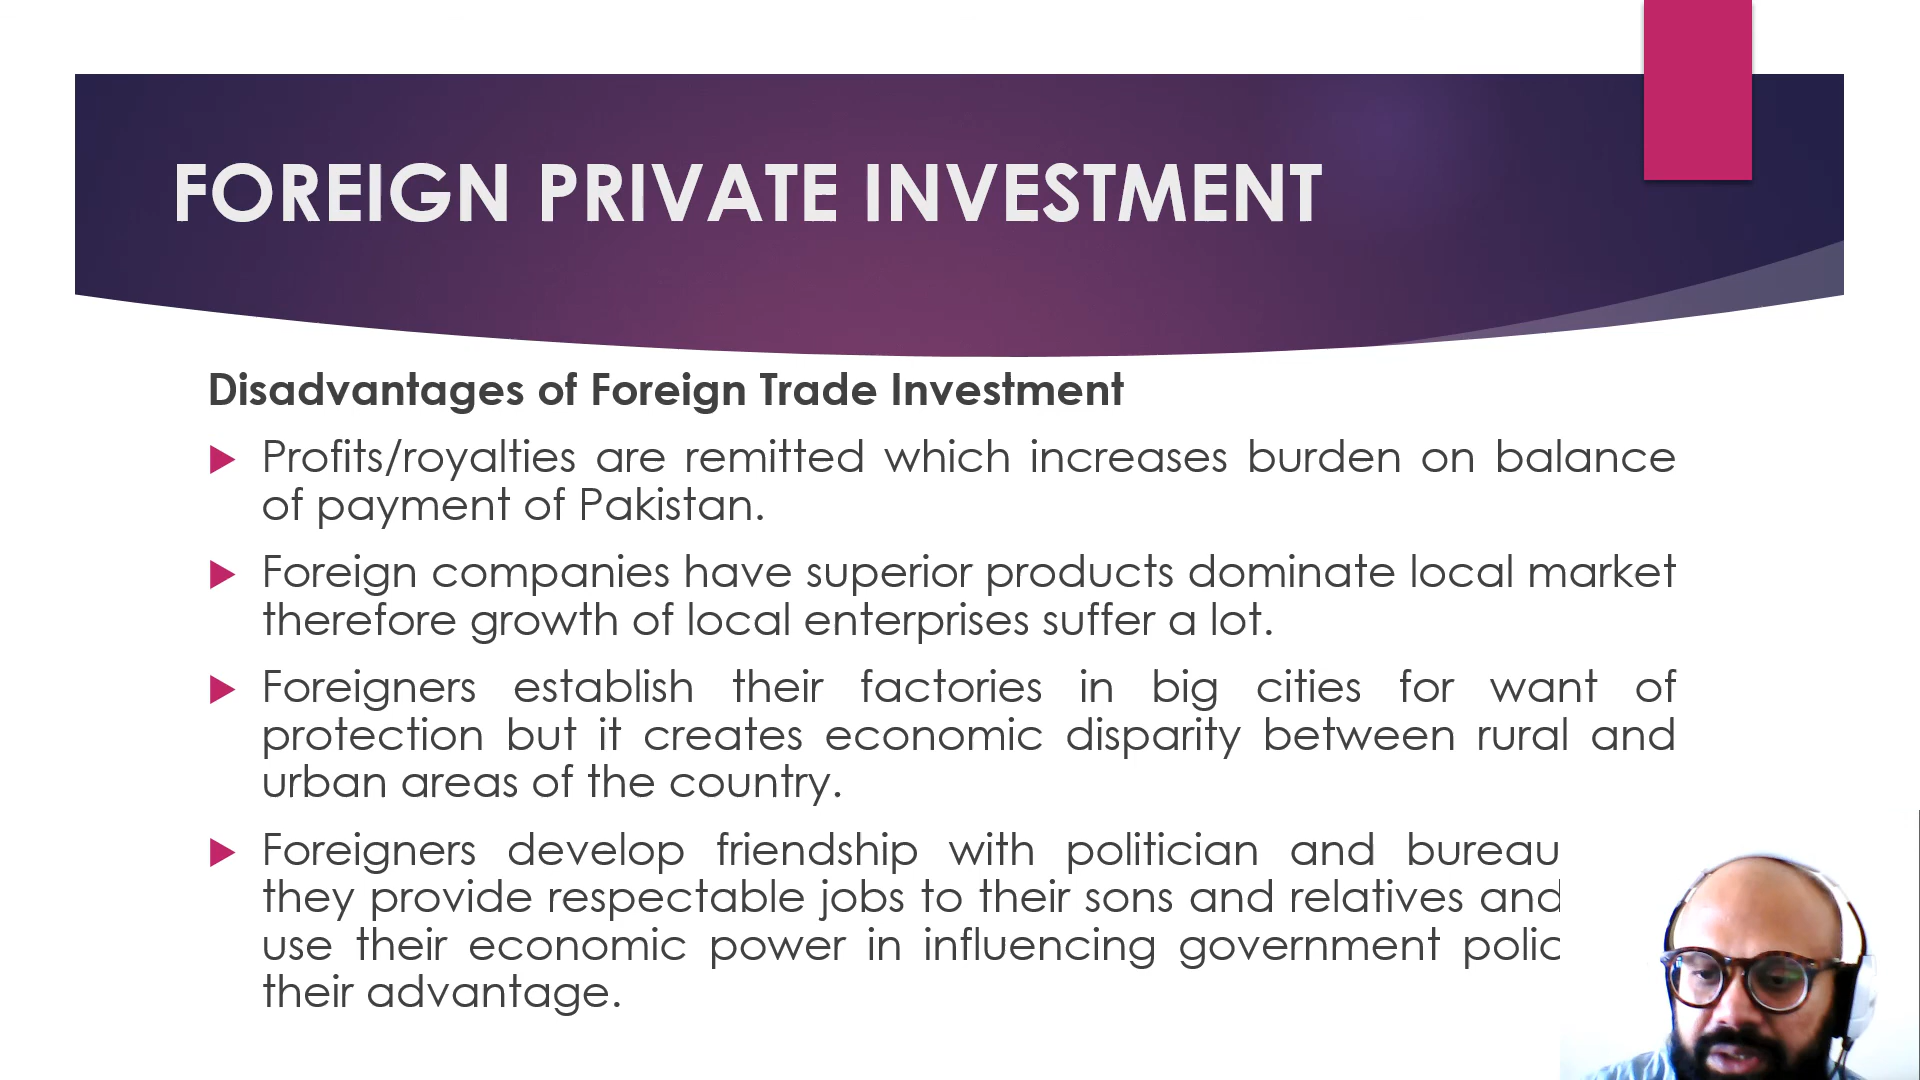 FOREIGN PRIVATE INVESTMENT
Disadvantages of Foreign Trade Investment
Profits/royalties are remitted which increases burden on balance
of payment of Pakistan.
Foreign companies have superior products dominate local market
therefore growth of local enterprises suffer a lot.
Foreigners establish their factories in big cities for want of
protection but it creates economic disparity between rural and
urban areas of the country.
Foreigners develop friendship with politician and
they provide respectable jobs to their sons and relatives and
use their economic power in influencing government
their advantage.